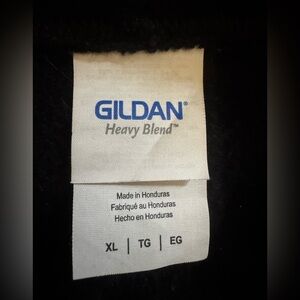 GILDAN®
Heavy Blend™
Made in Honduras
Fabriqué au Honduras
Hecho en Honduras
XL | TG | EG